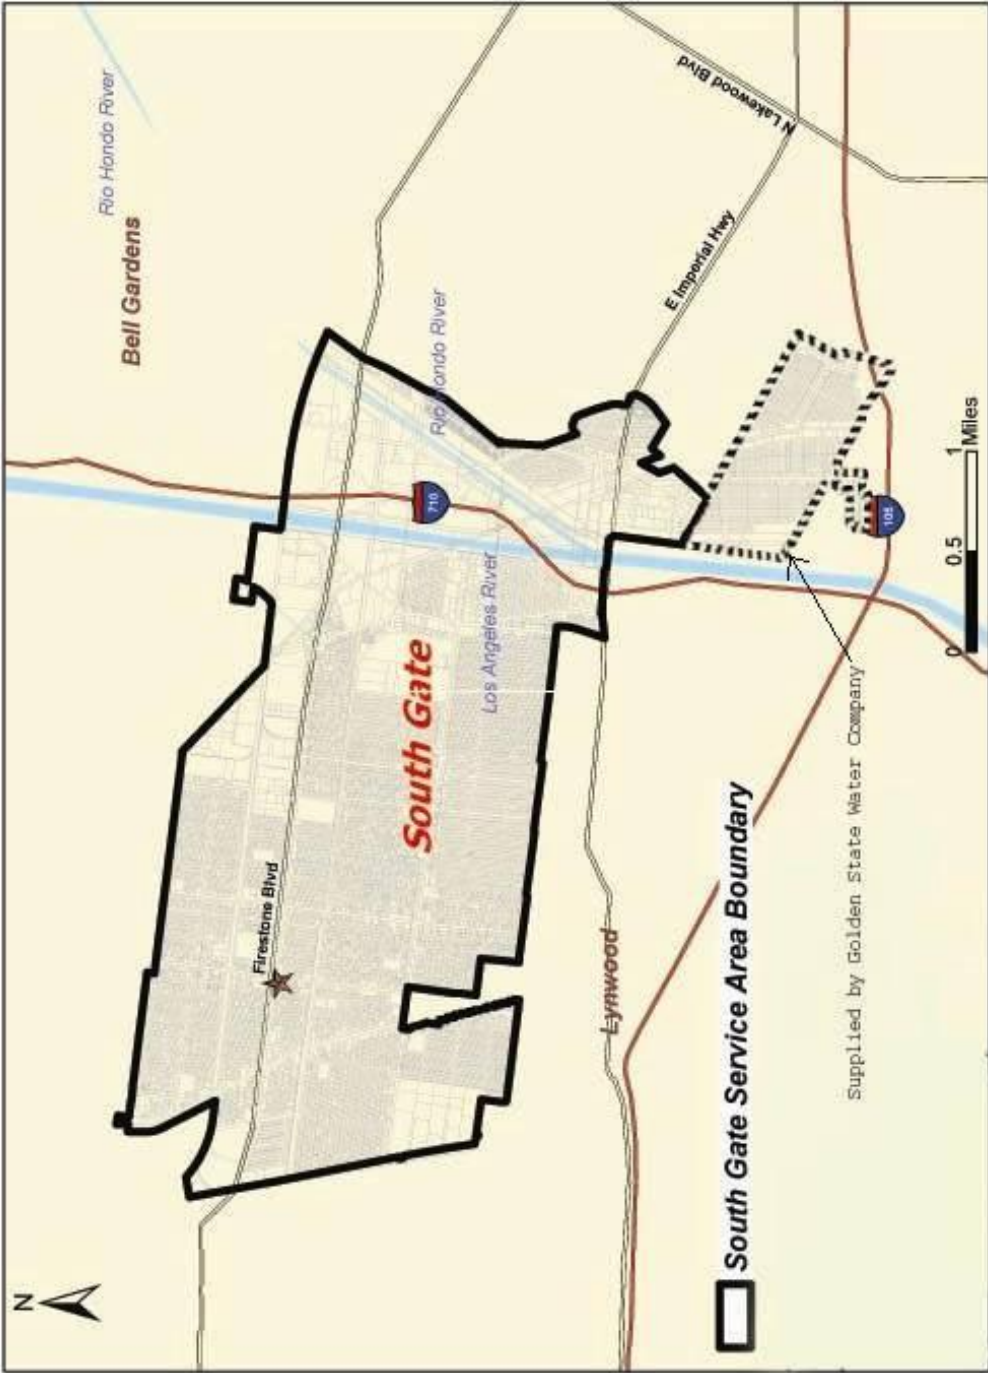 N
Rio Hondo River
Bell Gardens
N Lakewood Blvd
Firestone Blvd
Rio Hondo River
710
South Gate
Los Angeles River
E Imperial Hwy
Lynwood
105
South Gate Service Area Boundary
Supplied by Golden State Water Company
0 0.5 1
Miles